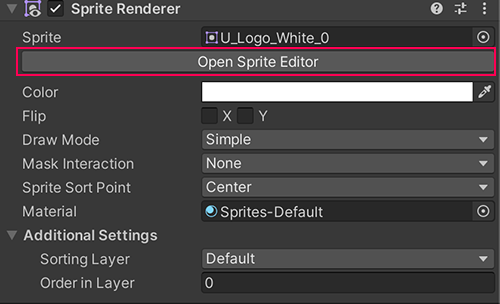 Sprite Renderer
Sprite U_Logo_White_0
Open Sprite Editor
Color
Flip X Y
Draw Mode Simple
Mask Interaction None
Sprite Sort Point Center
Material Sprites-Default
Additional Settings
Sorting Layer Default
Order in Layer 0